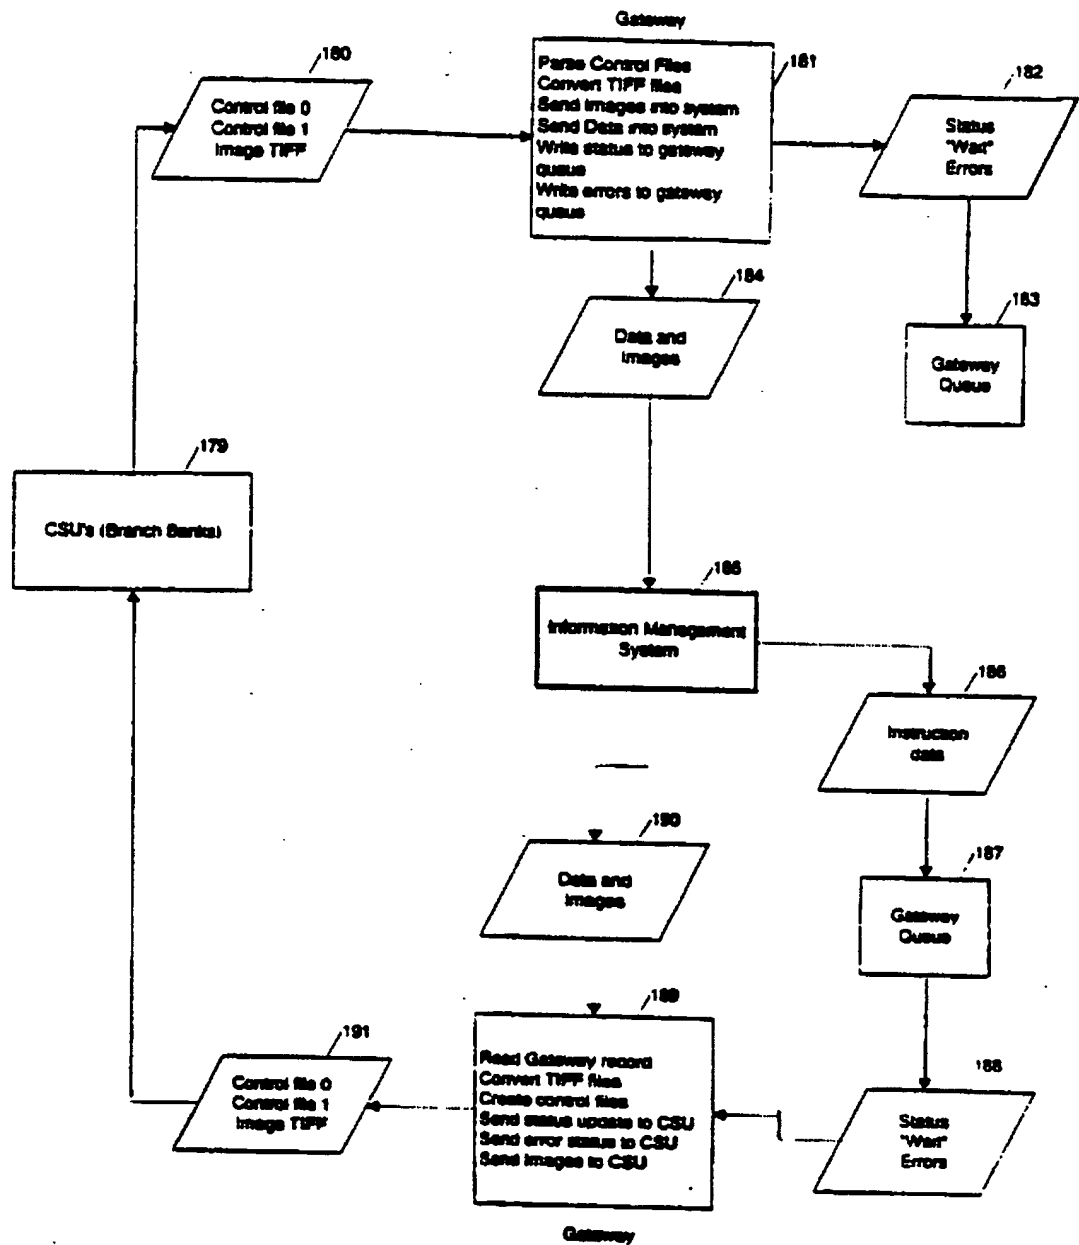 Gateway
180
Control file 0
Control file 1
Image TIFF
181
Parse Control Files
Convert TIFF files
Send Images into system
Send Data into system
Write status to gateway
queue
Write errors to gateway
queue
182
Status
"Wait"
Errors
183
Gateway
Queue
184
Data and
Images
179
CSU's (Branch Banks)
185
Information Management
System
186
Instruction
data
187
Gateway
Queue
190
Data and
Images
188
Status
"Wait"
Errors
189
Read Gateway record
Convert TIFF files
Create control files
Send status update to CSU
Send error status to CSU
Send images to CSU
191
Control file 0
Control file 1
Image TIFF
Gateway